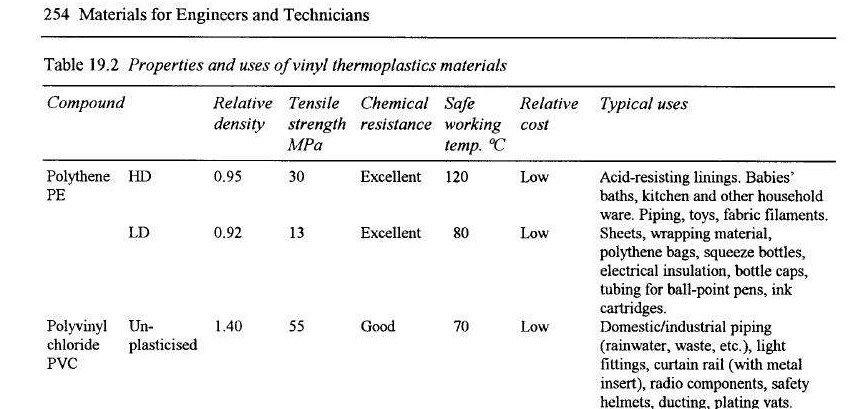 254 Materials for Engineers and Technicians
Table 19.2 Properties and uses of vinyl thermoplastics materials
Compound Relative Tensile Chemical Safe Relative Typical uses
density strength resistance working cost
MPa temp. °C
Polythene HD 0.95 30 Excellent 120 Low Acid-resisting linings. Babies'
PE baths, kitchen and other household
ware. Piping, toys, fabric filaments.
LD 0.92 13 Excellent 80 Low Sheets, wrapping material,
polythene bags, squeeze bottles,
electrical insulation, bottle caps,
tubing for ball-point pens, ink
cartridges.
Polyvinyl Un- 1.40 55 Good 70 Low Domestic/industrial piping
chloride plasticised (rainwater, waste, etc.), light
PVC fittings, curtain rail (with metal
insert), radio components, safety
helmets, ducting, plating vats.